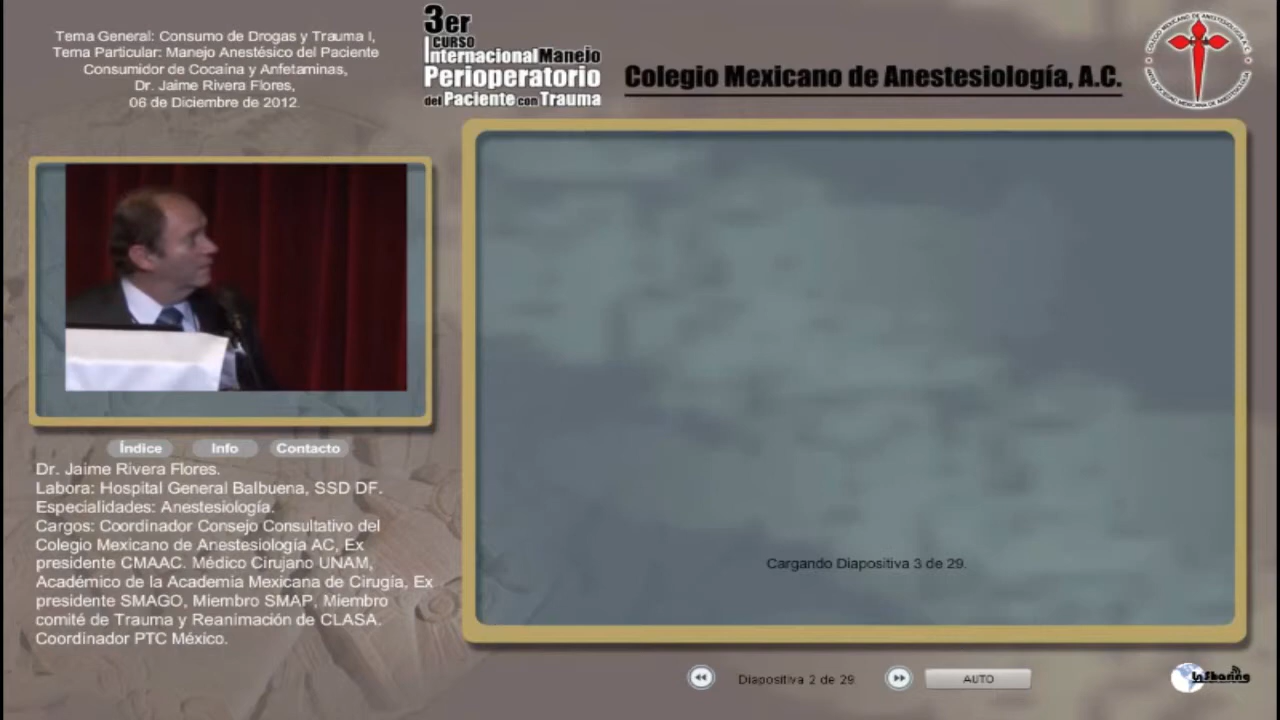 Tema General: Consumo de Drogas y Trauma I,
Tema Particular: Manejo Anestésico del Paciente
Consumidor de Cocaina y Anfetaminas,
Dr. Jaime Rivera Flores,
06 de Diciembre de 2012.
3er
CURSO
Internacional Manejo
Perioperatorio
del Paciente con Trauma
Colegio Mexicano de Anestesiología, A.C.
Índice Info Contacto
Dr. Jaime Rivera Flores.
Labora: Hospital General Balbuena, SSD DF.
Especialidades: Anestesiología.
Cargos: Coordinador Consejo Consultativo del
Colegio Mexicano de Anestesiología AC, Ex
presidente CMAAC. Médico Cirujano UNAM,
Académico de la Academia Mexicana de Cirugía, Ex
presidente SMAGO, Miembro SMAP, Miembro
comité de Trauma y Reanimación de CLASA.
Coordinador PTC México.
Cargando Diapositiva 3 de 29.
Diapositiva 2 de 29
AUTO
InSharing